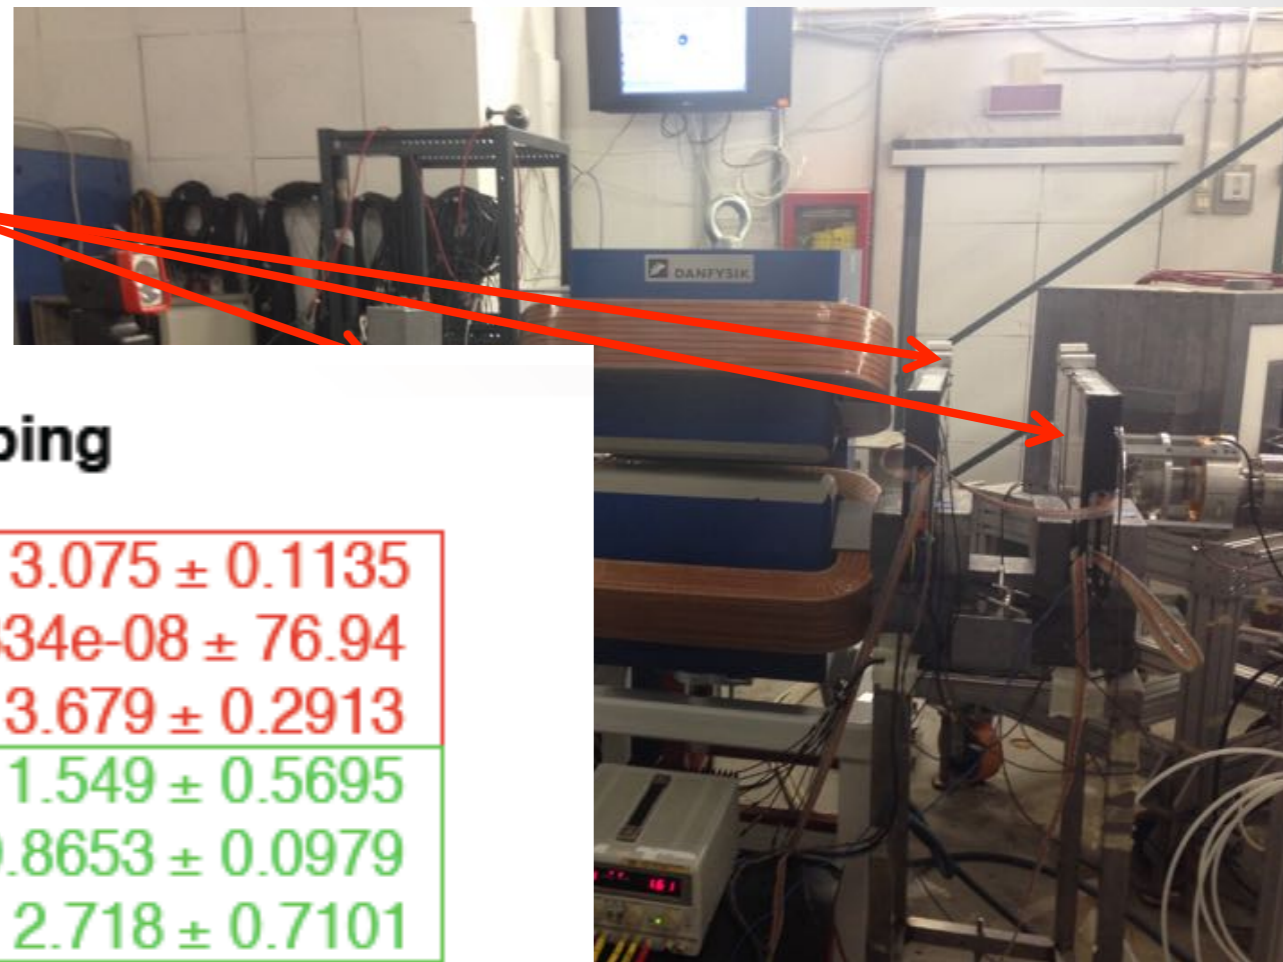 DANFYSIK
ping
3.075 ± 0.1135
34e-08 ± 76.94
3.679 ± 0.2913
1.549 ± 0.5695
.8653 ± 0.0979
2.718 ± 0.7101
161